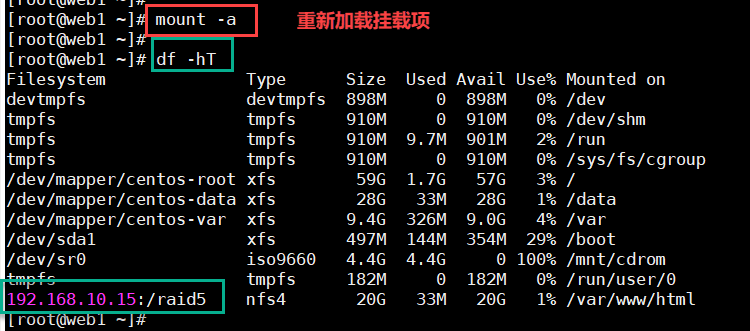 [root@web1 ~]#
[root@web1 ~]# mount -a 重新加载挂载项
[root@web1 ~]#
[root@web1 ~]# df -hT
Filesystem Type Size Used Avail Use% Mounted on
devtmpfs devtmpfs 898M 0 898M 0% /dev
tmpfs tmpfs 910M 0 910M 0% /dev/shm
tmpfs tmpfs 910M 9.7M 901M 2% /run
tmpfs tmpfs 910M 0 910M 0% /sys/fs/cgroup
/dev/mapper/centos-root xfs 59G 1.7G 57G 3% /
/dev/mapper/centos-data xfs 28G 33M 28G 1% /data
/dev/mapper/centos-var xfs 9.4G 326M 9.0G 4% /var
/dev/sda1 xfs 497M 144M 354M 29% /boot
/dev/sr0 iso9660 4.4G 4.4G 0 100% /mnt/cdrom
tmpfs tmpfs 182M 0 182M 0% /run/user/0
192.168.10.15:/raid5 nfs4 20G 33M 20G 1% /var/www/html
[root@web1 ~]#